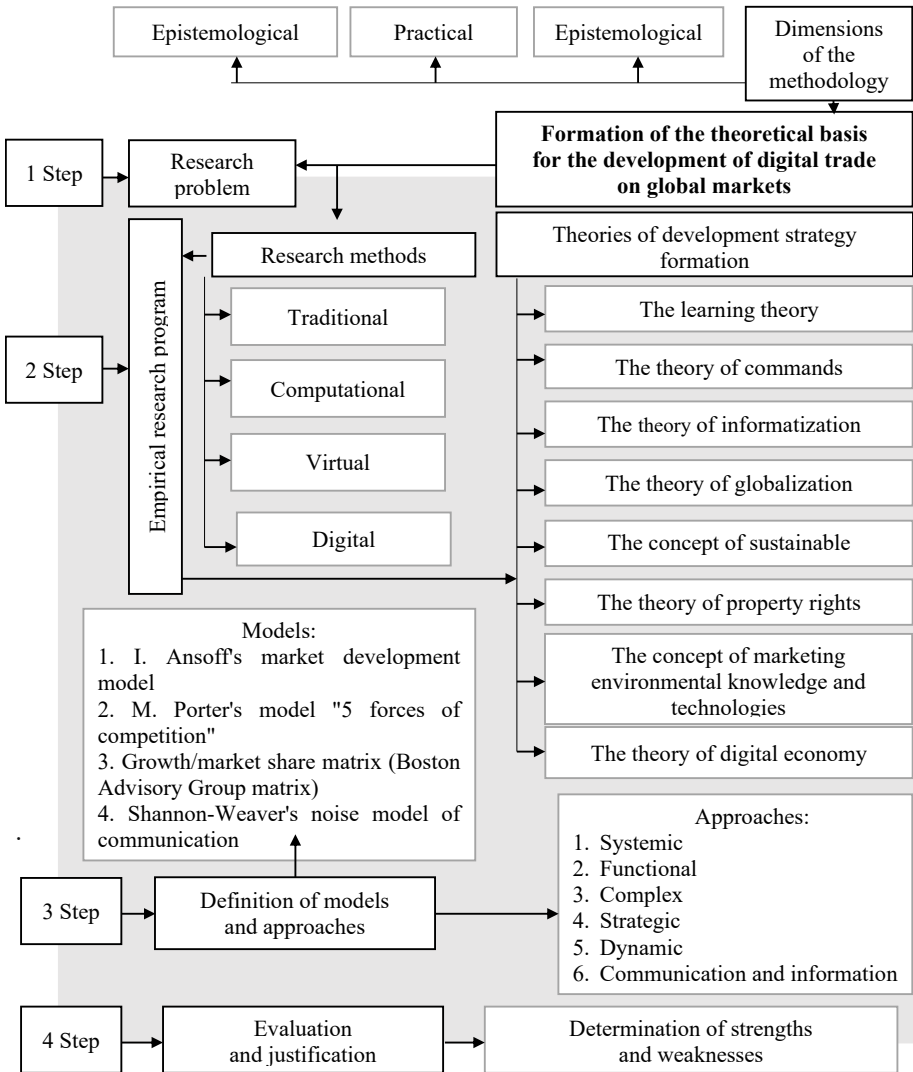 Epistemological
Practical
Epistemological
Dimensions
of the
methodology
Formation of the theoretical basis
for the development of digital trade
on global markets
1 Step
Research
problem
Theories of development strategy
formation
Research methods
Empirical research program
2 Step
Traditional
Computational
Virtual
Digital
The learning theory
The theory of commands
The theory of informatization
The theory of globalization
The concept of sustainable
The theory of property rights
The concept of marketing
environmental knowledge and
technologies
The theory of digital economy
Models:
1. I. Ansoff's market development
model
2. M. Porter's model "5 forces of
competition"
3. Growth/market share matrix (Boston
Advisory Group matrix)
4. Shannon-Weaver's noise model of
communication
.
Approaches:
1. Systemic
2. Functional
3. Complex
4. Strategic
5. Dynamic
6. Communication and information
3 Step
Definition of models
and approaches
4 Step
Evaluation
and justification
Determination of strengths
and weaknesses